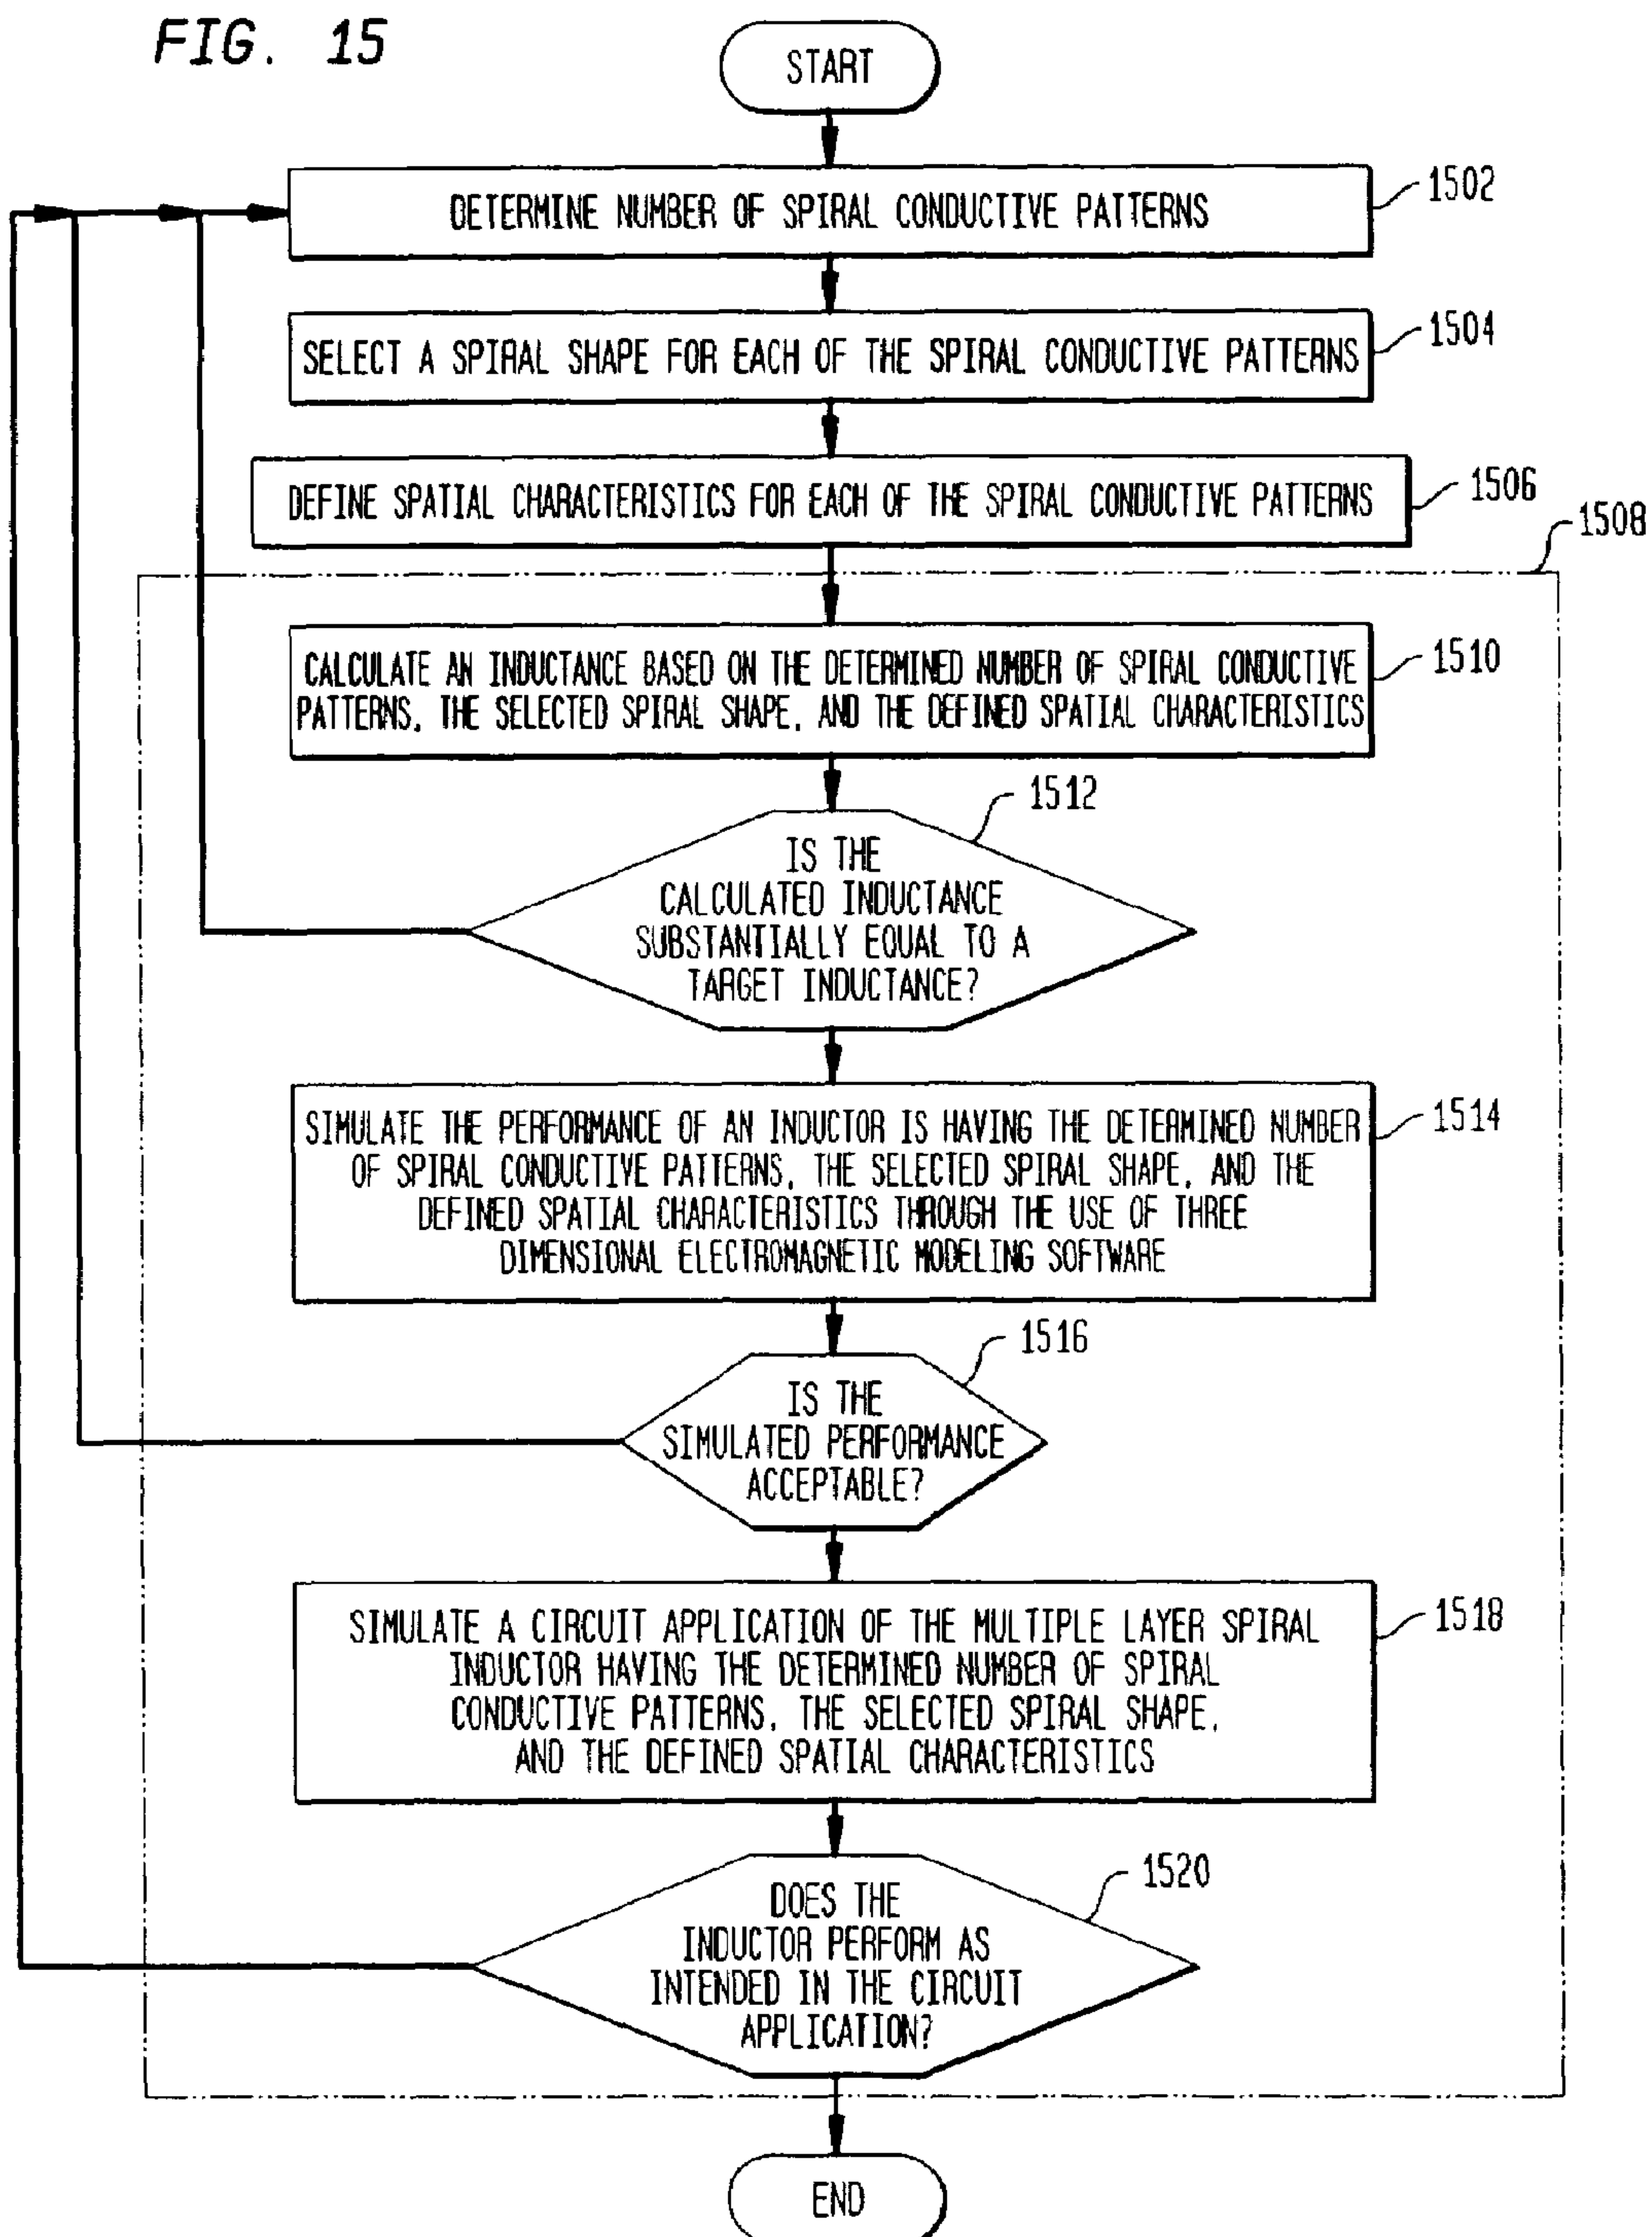 FIG. 15
START
DETERMINE NUMBER OF SPIRAL CONDUCTIVE PATTERNS
1502
SELECT A SPIRAL SHAPE FOR EACH OF THE SPIRAL CONDUCTIVE PATTERNS
1504
DEFINE SPATIAL CHARACTERISTICS FOR EACH OF THE SPIRAL CONDUCTIVE PATTERNS
1506
1508
CALCULATE AN INDUCTANCE BASED ON THE DETERMINED NUMBER OF SPIRAL CONDUCTIVE
PATTERNS, THE SELECTED SPIRAL SHAPE, AND THE DEFINED SPATIAL CHARACTERISTICS
1510
1512
IS THE
CALCULATED INDUCTANCE
SUBSTANTIALLY EQUAL TO A
TARGET INDUCTANCE?
SIMULATE THE PERFORMANCE OF AN INDUCTOR IS HAVING THE DETERMINED NUMBER
OF SPIRAL CONDUCTIVE PATTERNS, THE SELECTED SPIRAL SHAPE, AND THE
DEFINED SPATIAL CHARACTERISTICS THROUGH THE USE OF THREE
DIMENSIONAL ELECTROMAGNETIC MODELING SOFTWARE
1514
1516
IS THE
SIMULATED PERFORMANCE
ACCEPTABLE?
SIMULATE A CIRCUIT APPLICATION OF THE MULTIPLE LAYER SPIRAL
INDUCTOR HAVING THE DETERMINED NUMBER OF SPIRAL
CONDUCTIVE PATTERNS, THE SELECTED SPIRAL SHAPE,
AND THE DEFINED SPATIAL CHARACTERISTICS
1518
1520
DOES THE
INDUCTOR PERFORM AS
INTENDED IN THE CIRCUIT
APPLICATION?
END